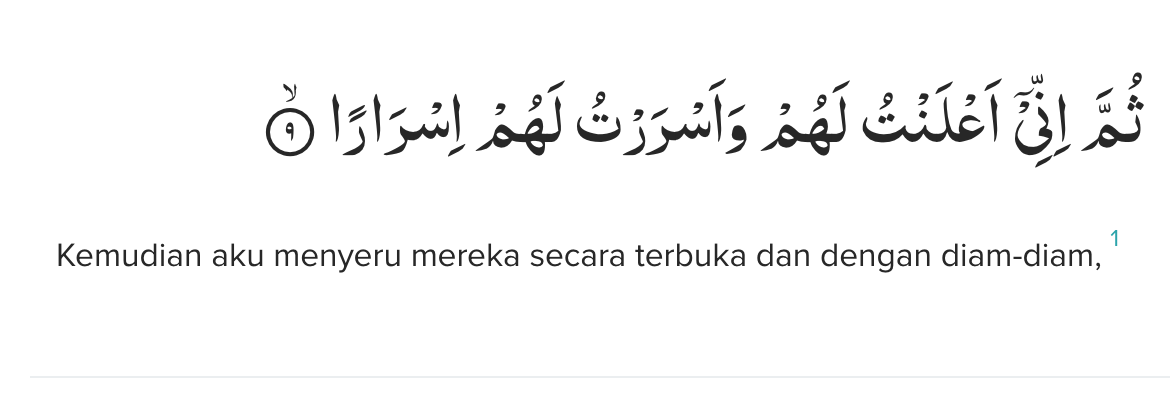 ثُمَّ اِنِّيْٓ اَعْلَنْتُ لَهُمْ وَاَسْرَرْتُ لَهُمْ اِسْرَارًا ۙ ٩
Kemudian aku menyeru mereka secara terbuka dan dengan diam-diam, 1